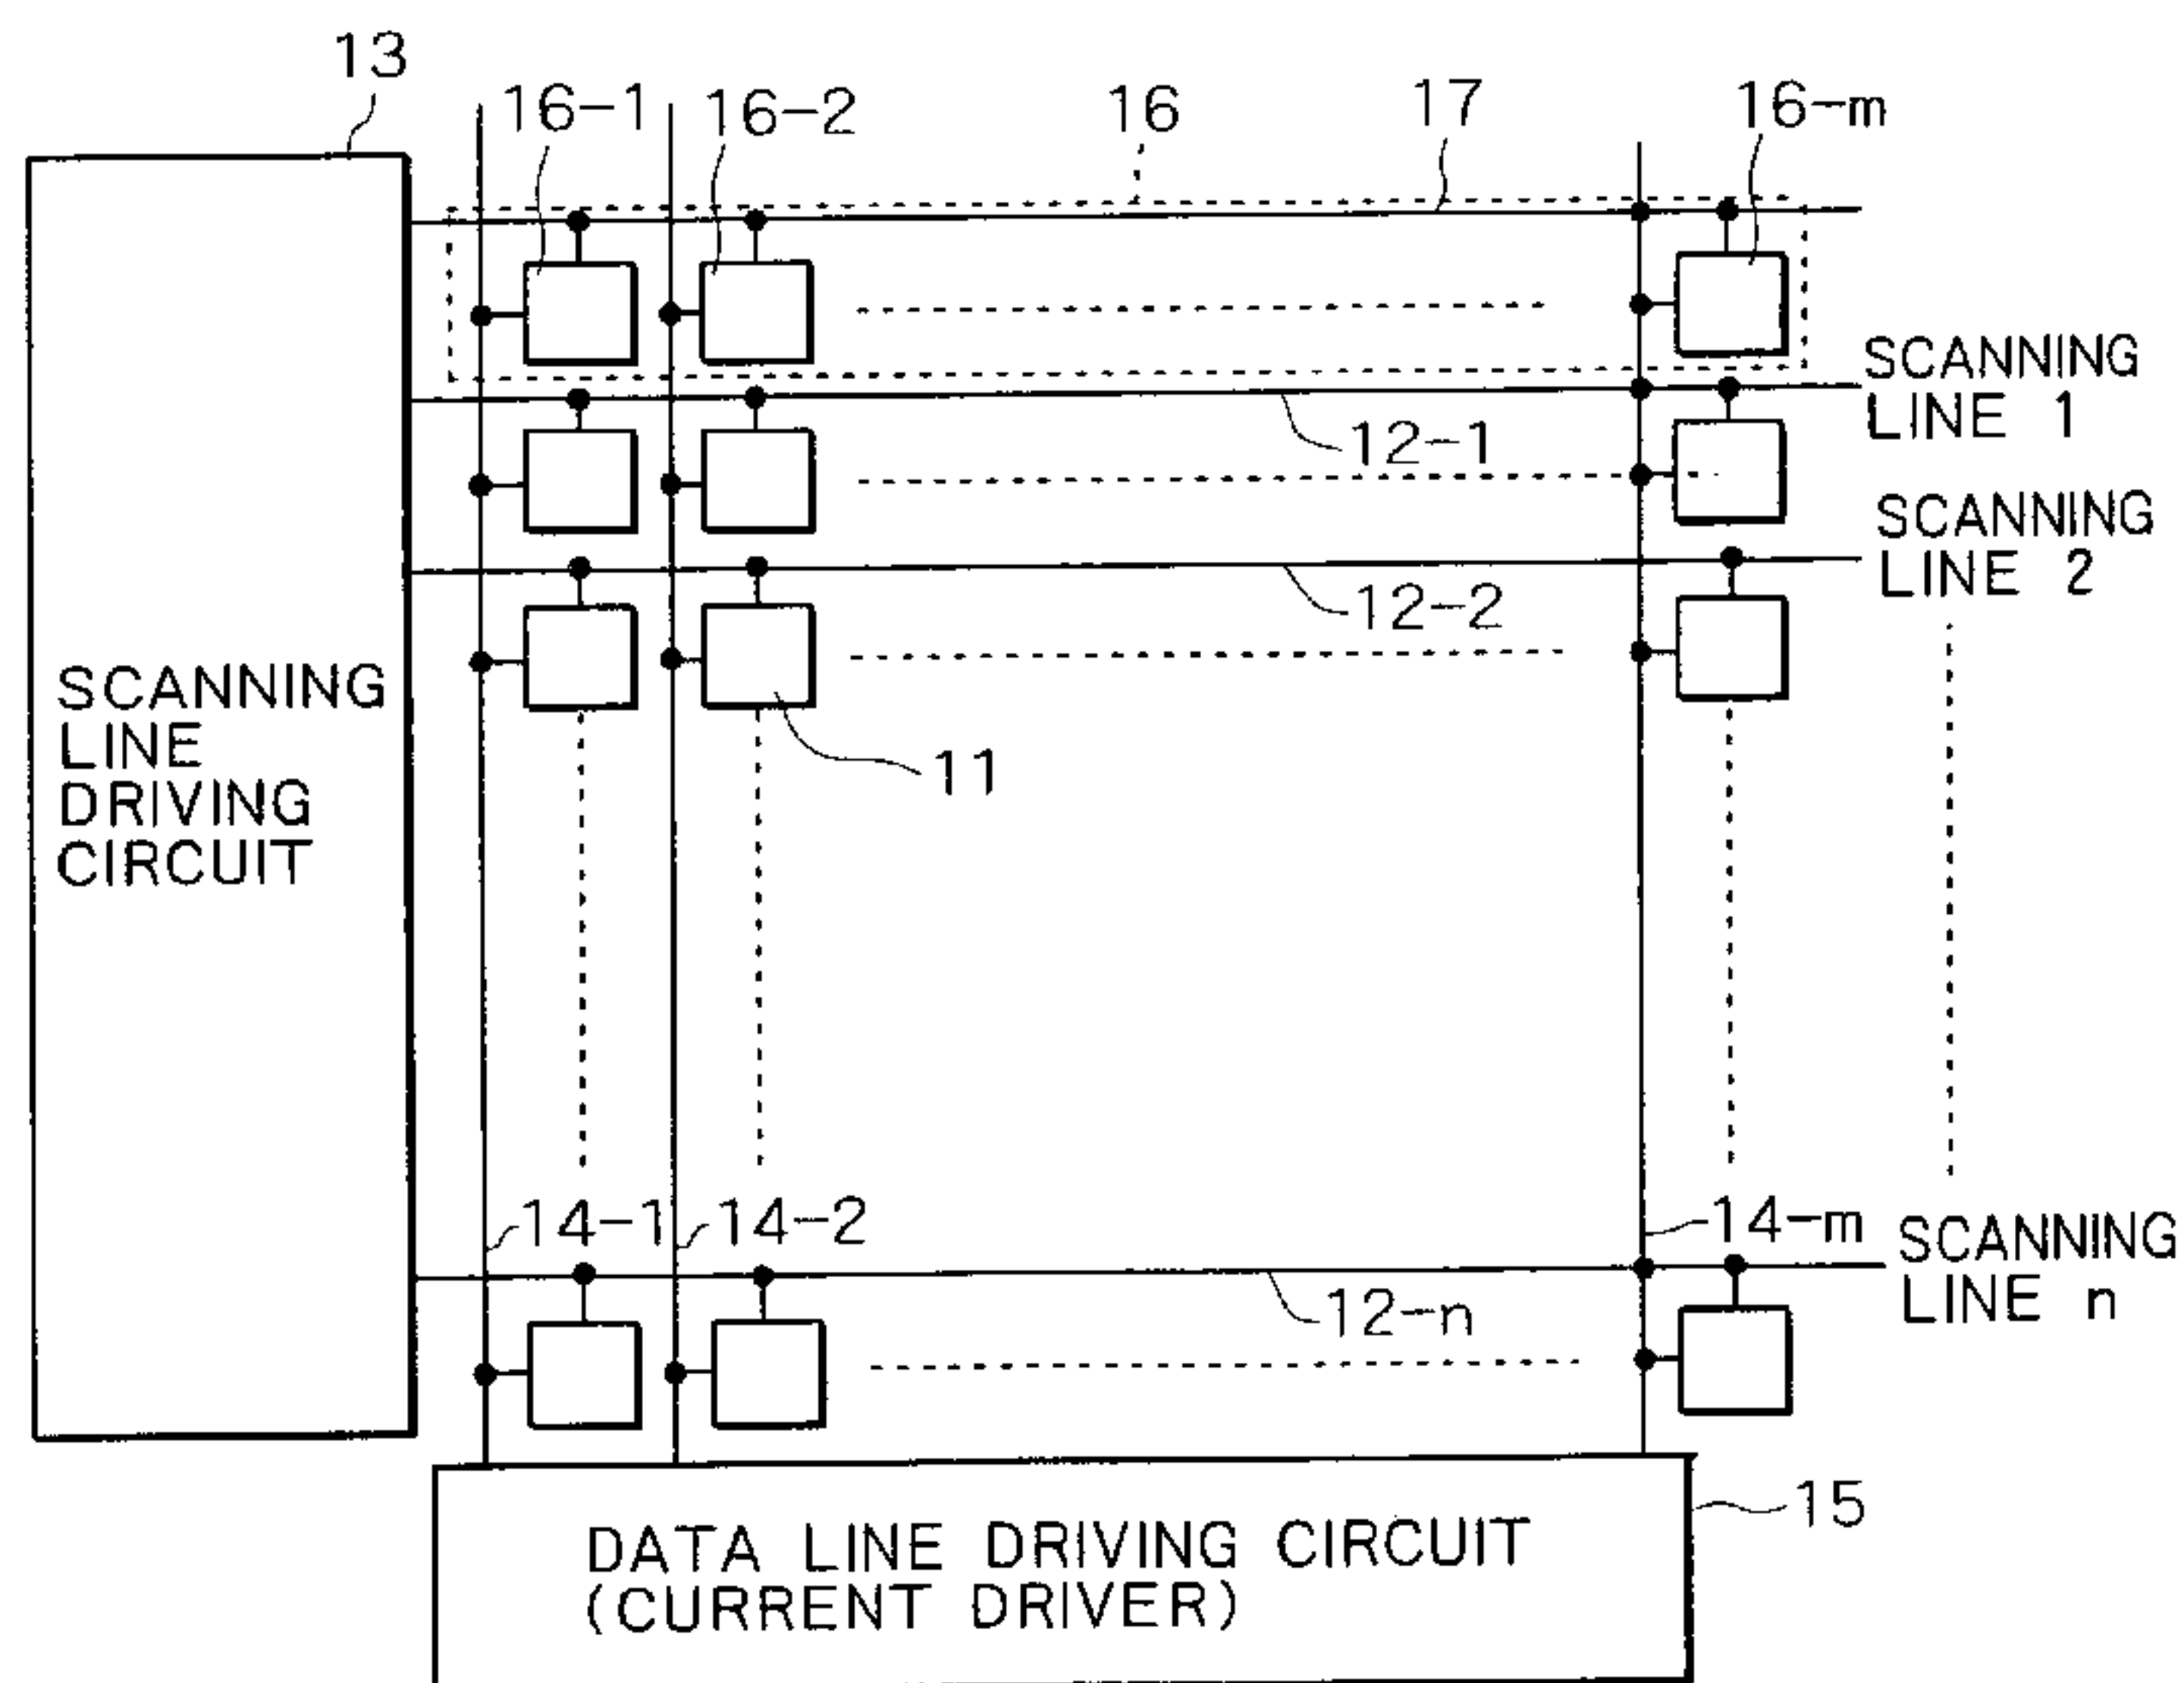 13
16-1
16-2
16
17
16-m
SCANNING
LINE 1
12-1
SCANNING
LINE 2
12-2
SCANNING
LINE
DRIVING
CIRCUIT
11
14-1
14-2
14-m
SCANNING
LINE n
12-n
15
DATA LINE DRIVING CIRCUIT
(CURRENT DRIVER)